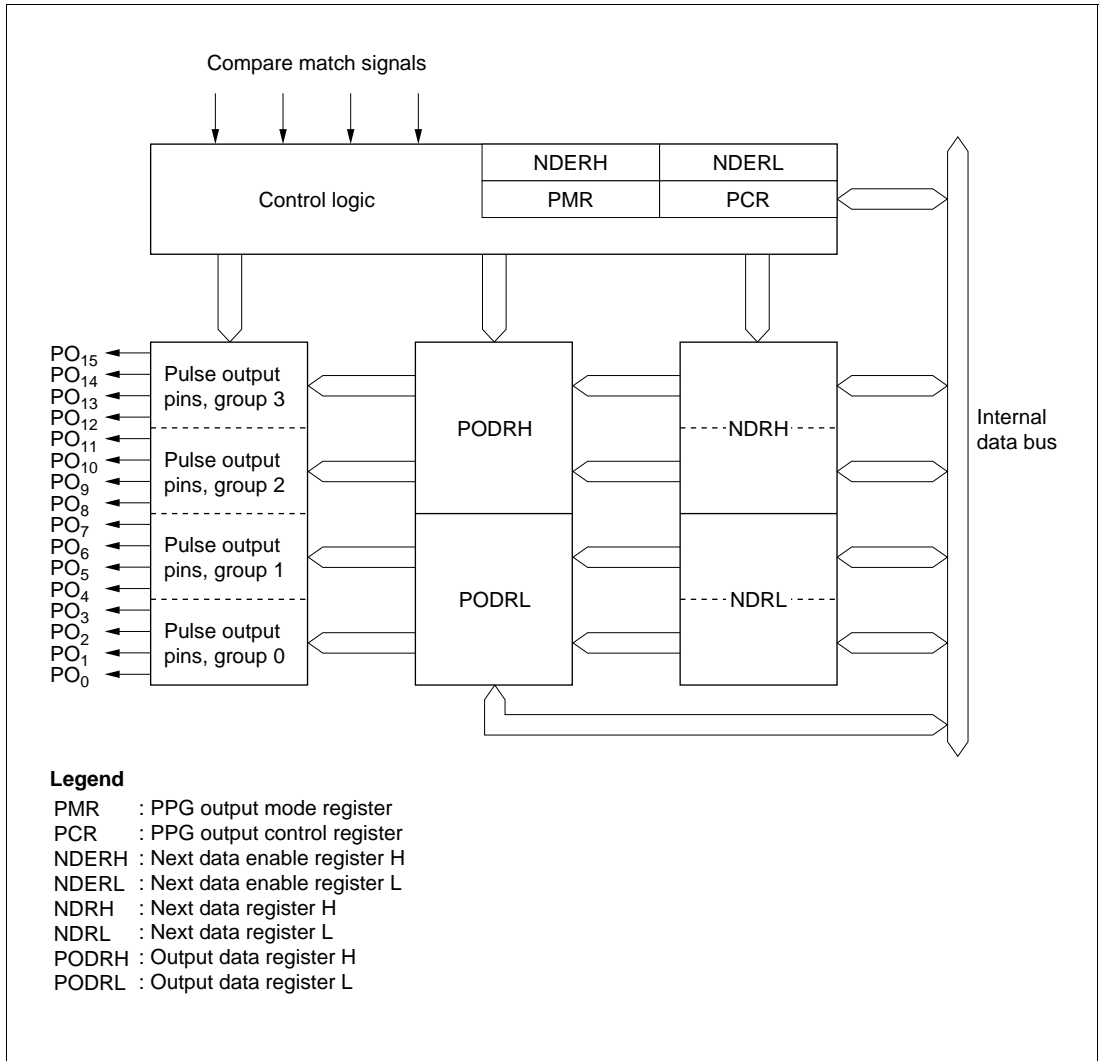 Compare match signals
NDERH NDERL
Control logic PMR PCR
PO15
PO14
PO13
PO12
PO11
PO10
PO9
PO8
PO7
PO6
PO5
PO4
PO3
PO2
PO1
PO0
Pulse output
pins, group 3
Pulse output
pins, group 2
Pulse output
pins, group 1
Pulse output
pins, group 0
PODRH
PODRL
NDRH
NDRL
Internal
data bus
Legend
PMR : PPG output mode register
PCR : PPG output control register
NDERH : Next data enable register H
NDERL : Next data enable register L
NDRH : Next data register H
NDRL : Next data register L
PODRH : Output data register H
PODRL : Output data register L